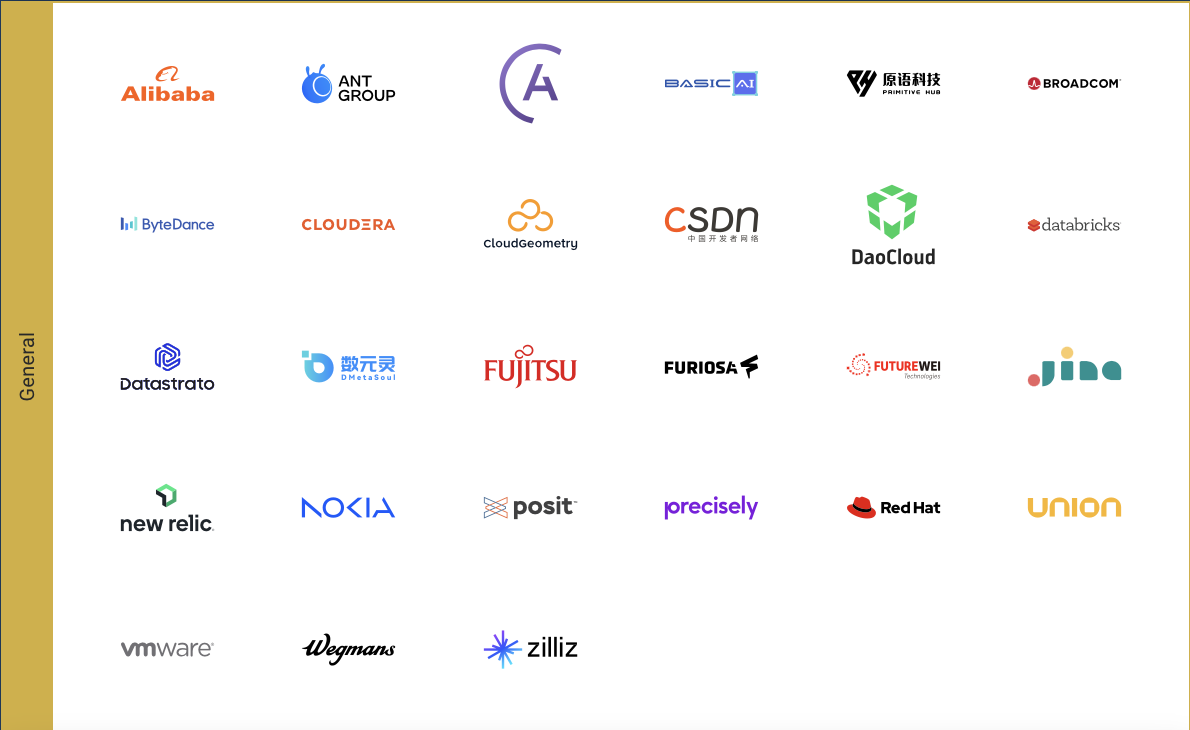 General
Alibaba
ANT
GROUP
A
BASIC AI
原语科技
PRIMITIVE HUB
BROADCOM®
ByteDance
CLOUDERA
CloudGeometry
CSDN
中国开发者网络
DaoCloud
databricks
Datastrato
数元灵
DMetaSoul
FUJITSU
FURIOSA
FUTUREWEI
Technologies
jina
new relic
NOKIA
posit™
precisely
Red Hat
union
vmware®
Wegmans
zilliz